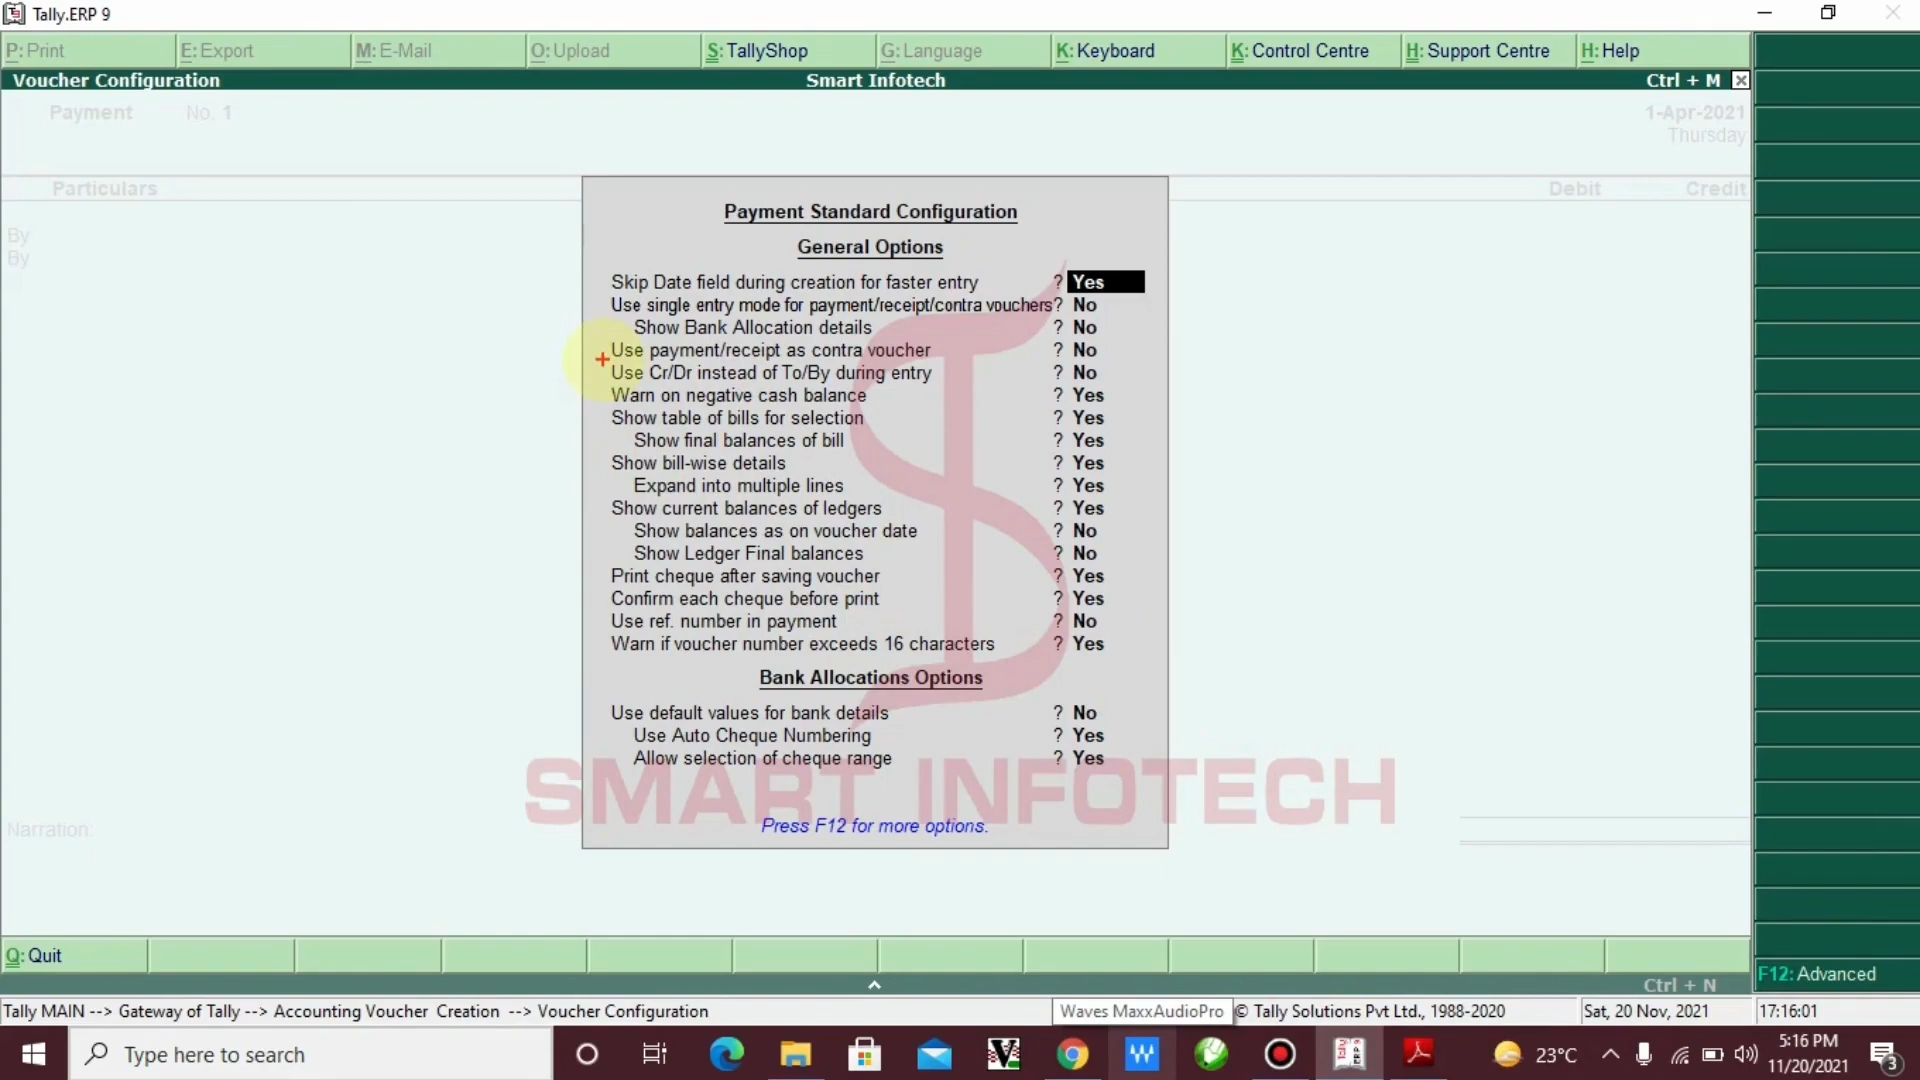 Tally.ERP 9
P: Print E: Export M: E-Mail O: Upload S: TallyShop G: Language K: Keyboard K: Control Centre H: Support Centre H: Help
Voucher Configuration Smart Infotech Ctrl + M
Payment No. 1 1-Apr-2021
Thursday
Particulars Debit Credit
By
By
Payment Standard Configuration
General Options
Skip Date field during creation for faster entry ? Yes
Use single entry mode for payment/receipt/contra vouchers? No
Show Bank Allocation details ? No
Use payment/receipt as contra voucher ? No
Use Cr/Dr instead of To/By during entry ? No
Warn on negative cash balance ? Yes
Show table of bills for selection ? Yes
Show final balances of bill ? Yes
Show bill-wise details ? Yes
Expand into multiple lines ? Yes
Show current balances of ledgers ? Yes
Show balances as on voucher date ? No
Show Ledger Final balances ? No
Print cheque after saving voucher ? Yes
Confirm each cheque before print ? Yes
Use ref. number in payment ? No
Warn if voucher number exceeds 16 characters ? Yes
Bank Allocations Options
Use default values for bank details ? No
Use Auto Cheque Numbering ? Yes
Allow selection of cheque range ? Yes
SMART INFOTECH
Press F12 for more options.
Narration:
Q: Quit
F12: Advanced
Ctrl + N
Tally MAIN --> Gateway of Tally --> Accounting Voucher Creation --> Voucher Configuration Waves MaxxAudioPro © Tally Solutions Pvt Ltd., 1988-2020 Sat, 20 Nov, 2021 17:16:01
Type here to search 23°C 5:16 PM
11/20/2021 3